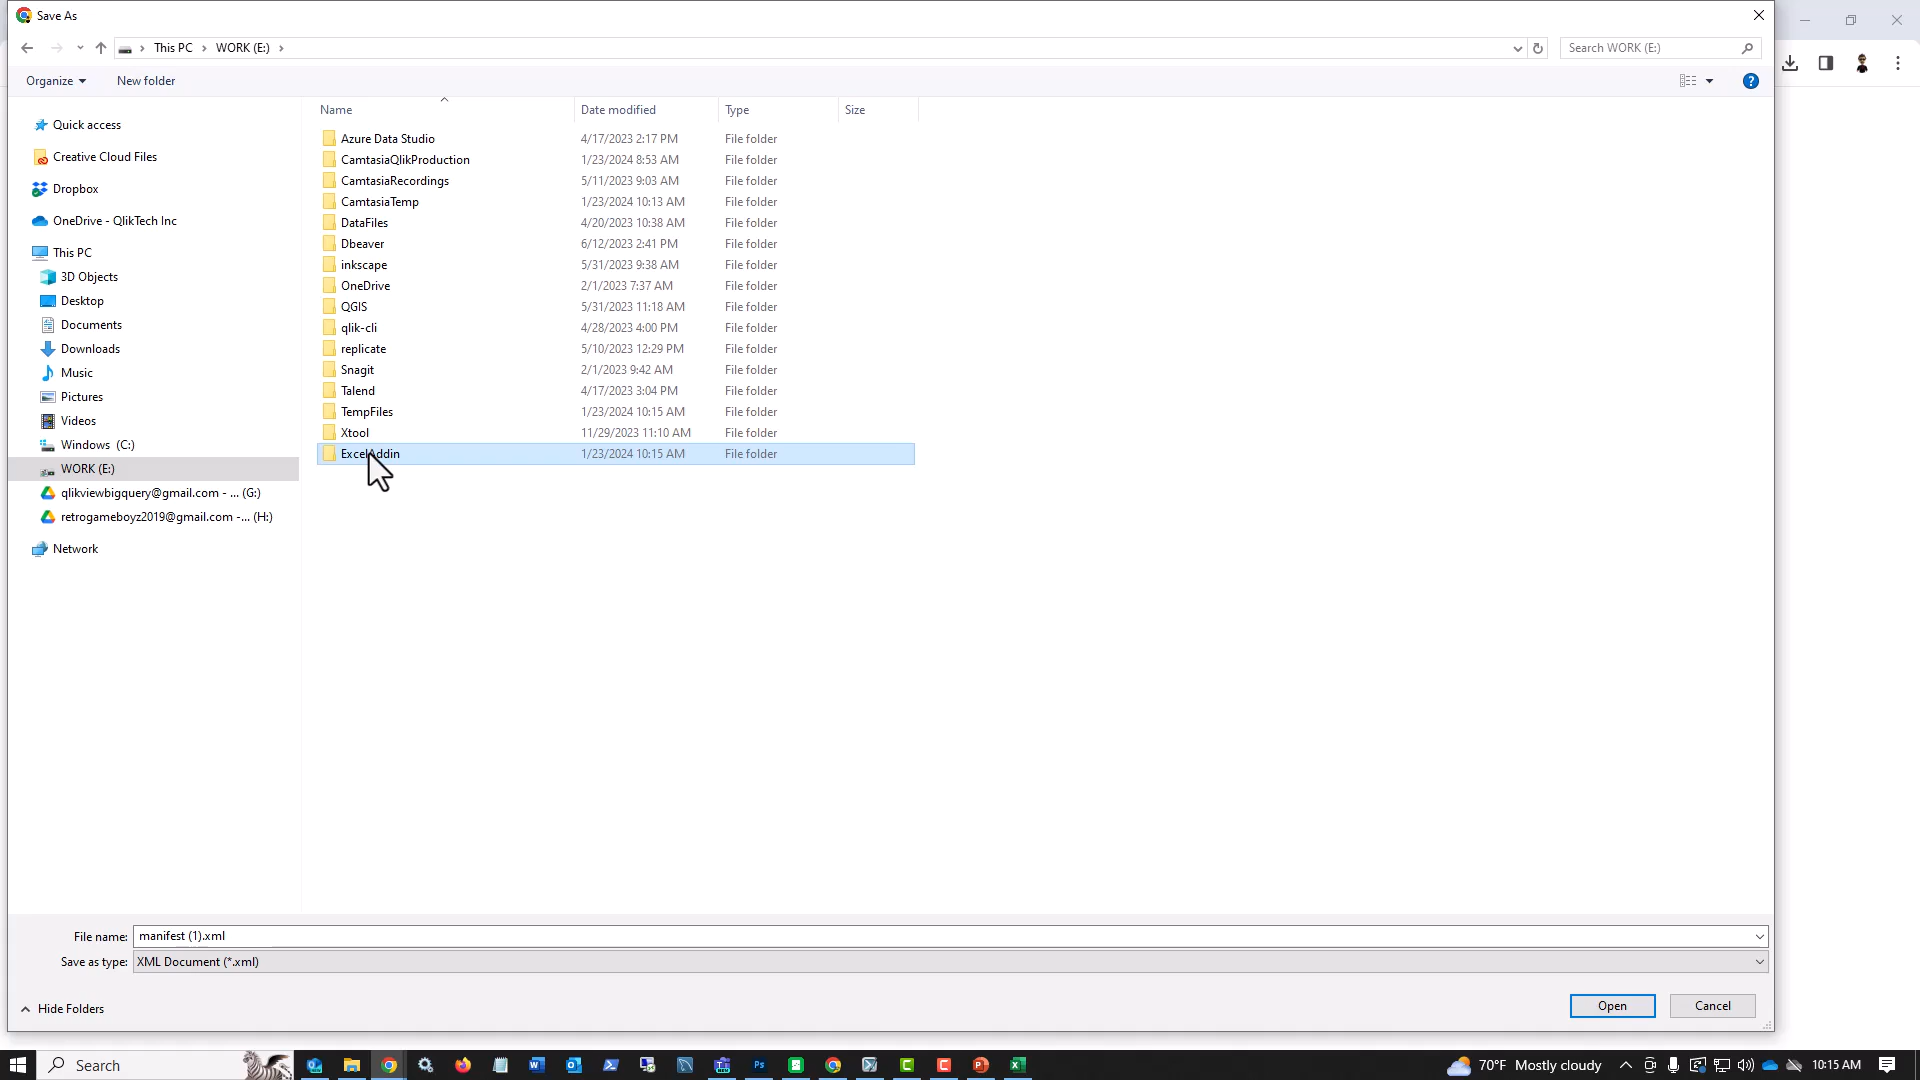 Save As
This PC > WORK (E:) >
Search WORK (E:)
Organize
New folder
Name
Date modified
Type
Size
Quick access
Creative Cloud Files
Dropbox
OneDrive - QlikTech Inc
This PC
3D Objects
Desktop
Documents
Downloads
Music
Pictures
Videos
Windows (C:)
WORK (E:)
qlikviewbigquery@gmail.com - ... (G:)
retrogameboyz2019@gmail.com -... (H:)
Network
Azure Data Studio 4/17/2023 2:17 PM File folder
CamtasiaQlikProduction 1/23/2024 8:53 AM File folder
CamtasiaRecordings 5/11/2023 9:03 AM File folder
CamtasiaTemp 1/23/2024 10:13 AM File folder
DataFiles 4/20/2023 10:38 AM File folder
Dbeaver 6/12/2023 2:41 PM File folder
inkscape 5/31/2023 9:38 AM File folder
OneDrive 2/1/2023 7:37 AM File folder
QGIS 5/31/2023 11:18 AM File folder
qlik-cli 4/28/2023 4:00 PM File folder
replicate 5/10/2023 12:29 PM File folder
Snagit 2/1/2023 9:42 AM File folder
Talend 4/17/2023 3:04 PM File folder
TempFiles 1/23/2024 10:15 AM File folder
Xtool 11/29/2023 11:10 AM File folder
ExcelAddin 1/23/2024 10:15 AM File folder
File name: manifest (1).xml
Save as type: XML Document (*.xml)
Hide Folders
Open
Cancel
Search
70°F Mostly cloudy
10:15 AM